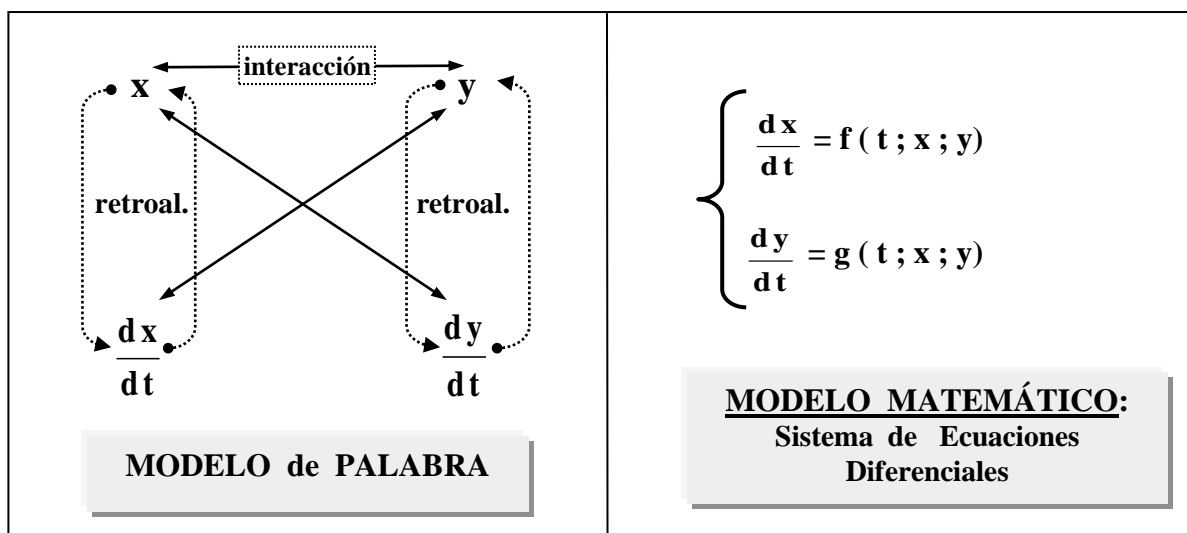 interacción
x
y
retroal.
retroal.
dx
dt
dy
dt
MODELO de PALABRA
dx
dt
= f ( t ; x ; y)
dy
dt
= g ( t ; x ; y)
MODELO MATEMÁTICO:
Sistema de Ecuaciones
Diferenciales